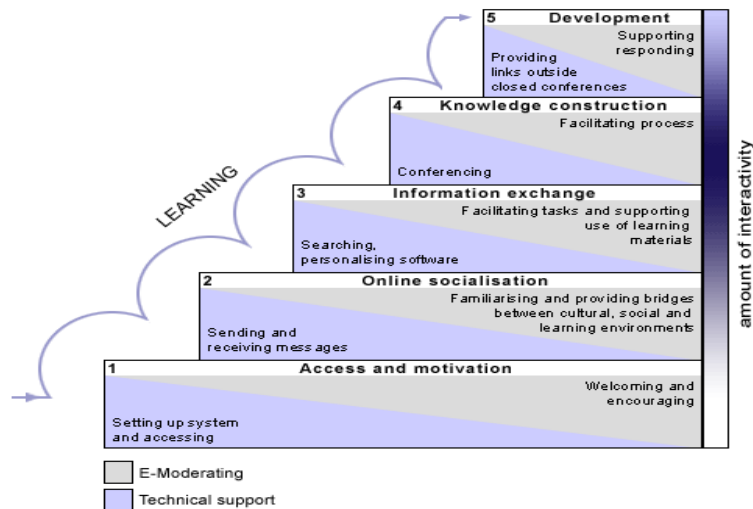 5 Development
Supporting
responding
Providing
links outside
closed conferences
4 Knowledge construction
Facilitating process
Conferencing
3 Information exchange
Facilitating tasks and supporting
use of learning
materials
Searching,
personalising software
2 Online socialisation
Familiarising and providing bridges
between cultural, social and
learning environments
Sending and
receiving messages
1 Access and motivation
Welcoming and
encouraging
Setting up system
and accessing
LEARNING
amount of interactivity
E-Moderating
Technical support